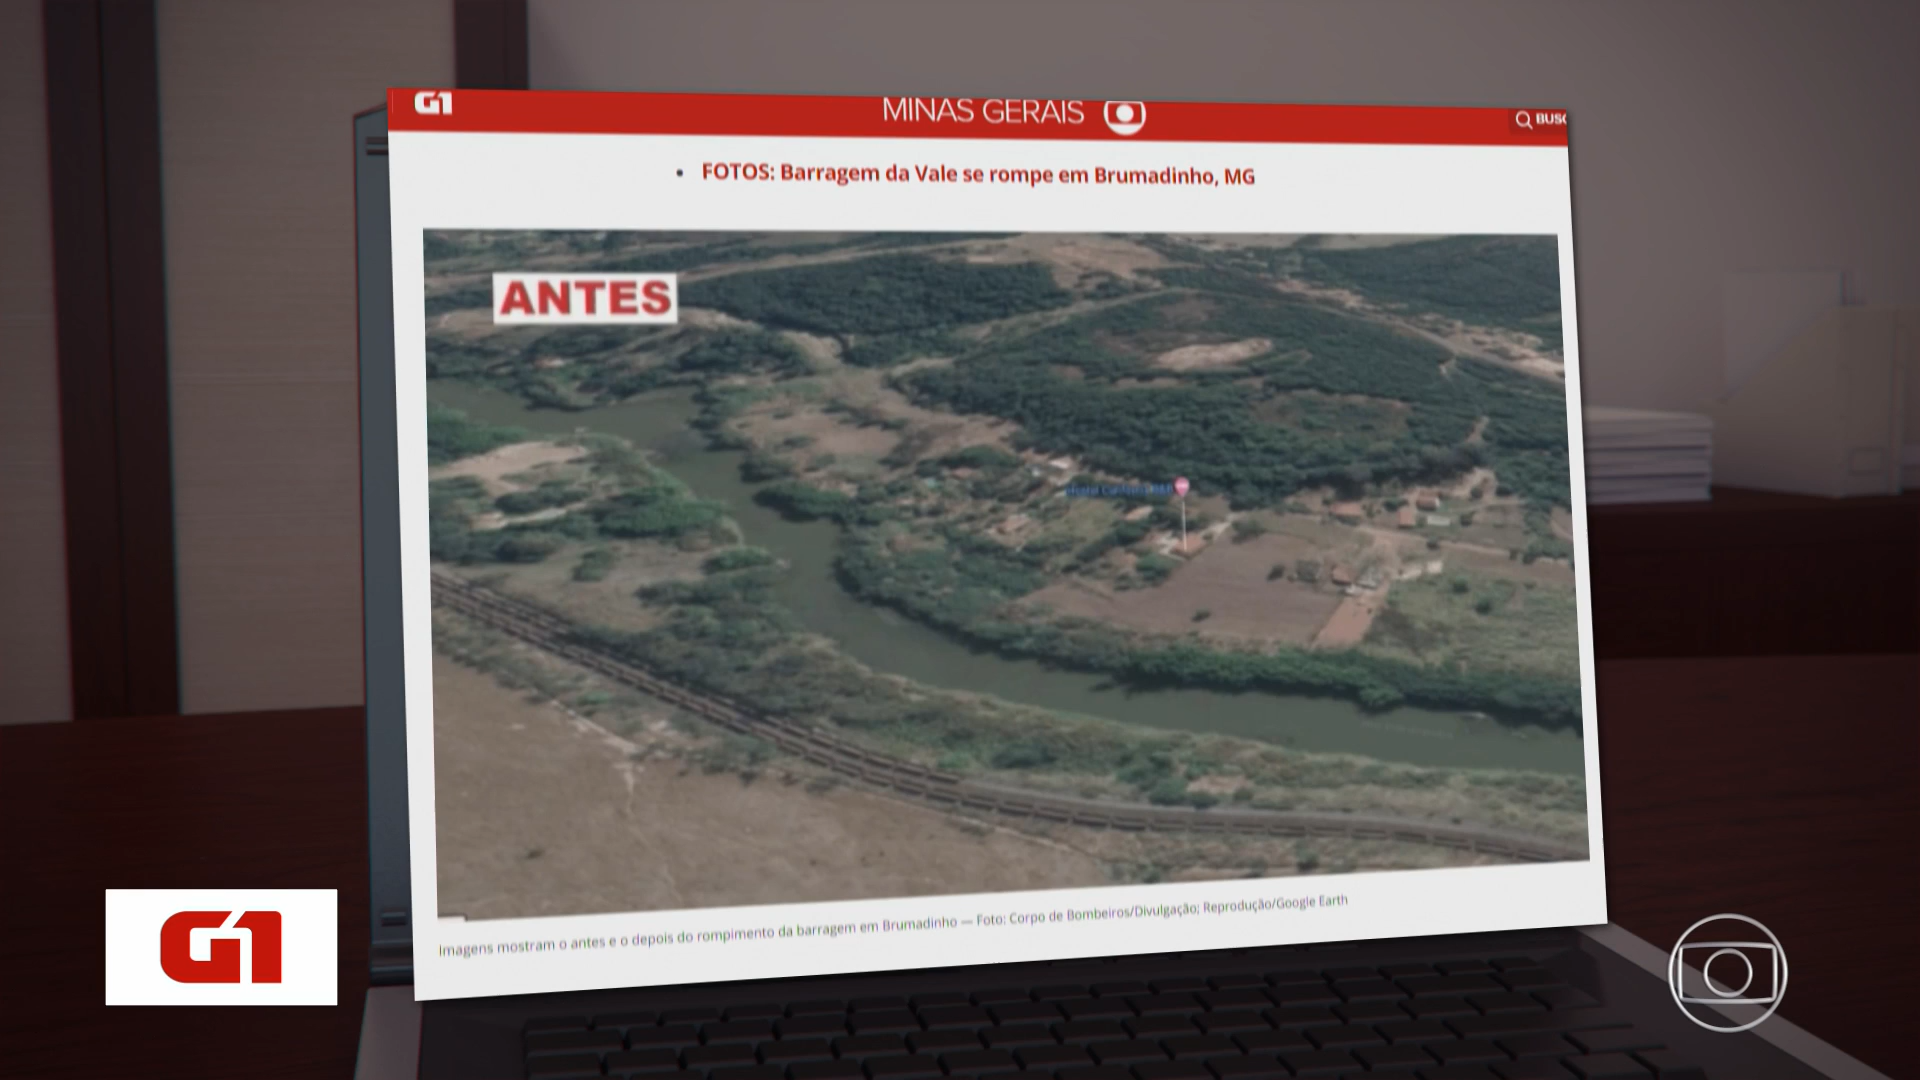 G1
MINAS GERAIS
BUSC
FOTOS: Barragem da Vale se rompe em Brumadinho, MG
ANTES
Imagens mostram o antes e o depois do rompimento da barragem em Brumadinho — Foto: Corpo de Bombeiros/Divulgação; Reprodução/Google Earth
G1